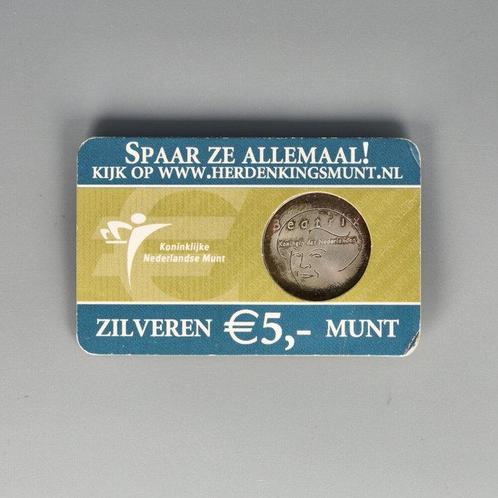 SPAAR ZE ALLEMAAL!
KIJK OP WWW.HERDENKINGSMUNT.NL
Koninklijke
Nederlandse Munt
Beatrix
Koningin der Nederlanden
ZILVEREN €5,- MUNT